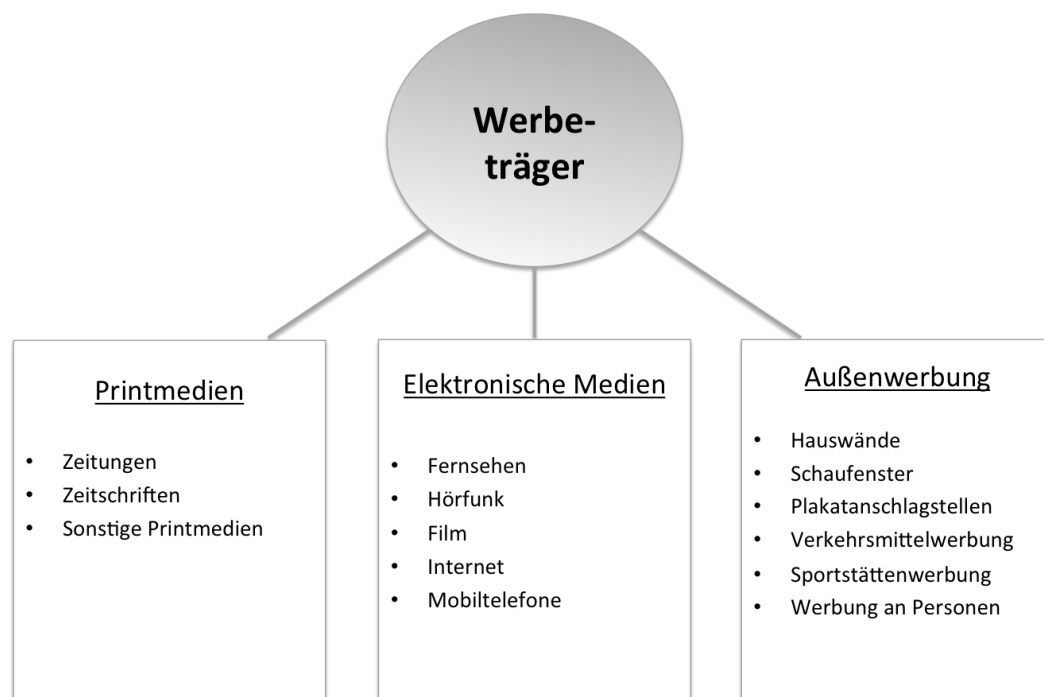 Werbe-
träger
Printmedien
• Zeitungen
• Zeitschriften
• Sonstige Printmedien
Elektronische Medien
• Fernsehen
• Hörfunk
• Film
• Internet
• Mobiltelefone
Außenwerbung
• Hauswände
• Schaufenster
• Plakatanschlagstellen
• Verkehrsmittelwerbung
• Sportstättenwerbung
• Werbung an Personen